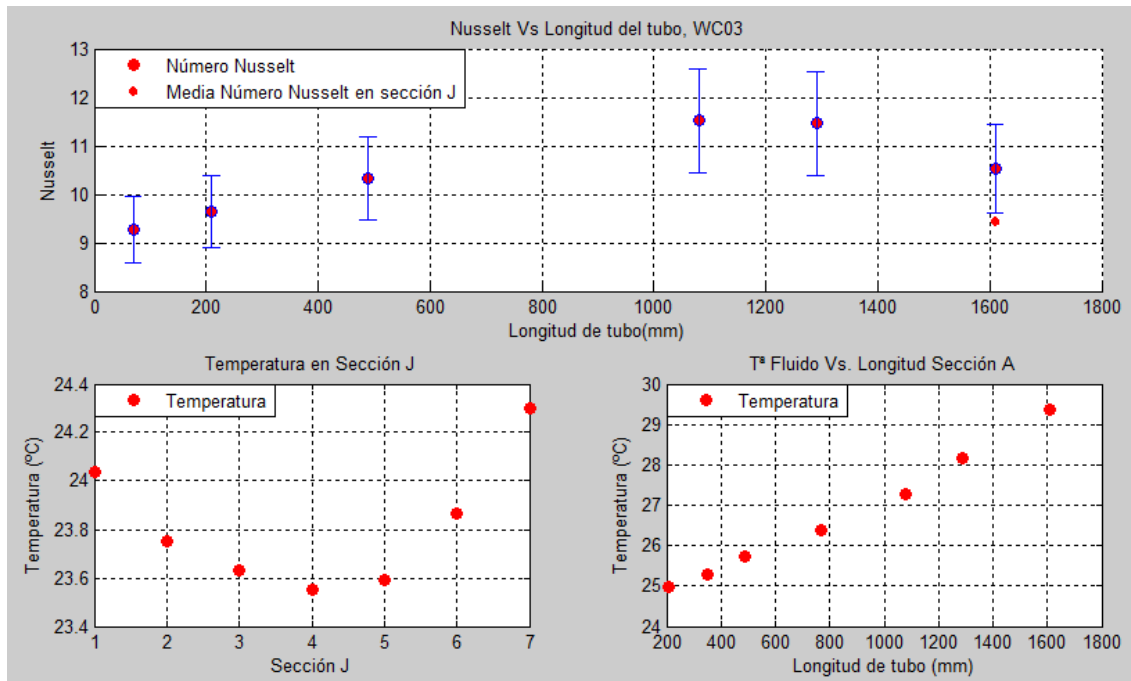 Nusselt Vs Longitud del tubo, WC03
13
12
11
10
9
8
Nusselt
Número Nusselt
Media Número Nusselt en sección J
0 200 400 600 800 1000 1200 1400 1600 1800
Longitud de tubo(mm)
Temperatura en Sección J
24.4
24.2
24
23.8
23.6
23.4
Temperatura (ºC)
Temperatura
1 2 3 4 5 6 7
Sección J
Tª Fluido Vs. Longitud Sección A
30
29
28
27
26
25
24
Temperatura (ºC)
Temperatura
200 400 600 800 1000 1200 1400 1600 1800
Longitud de tubo (mm)